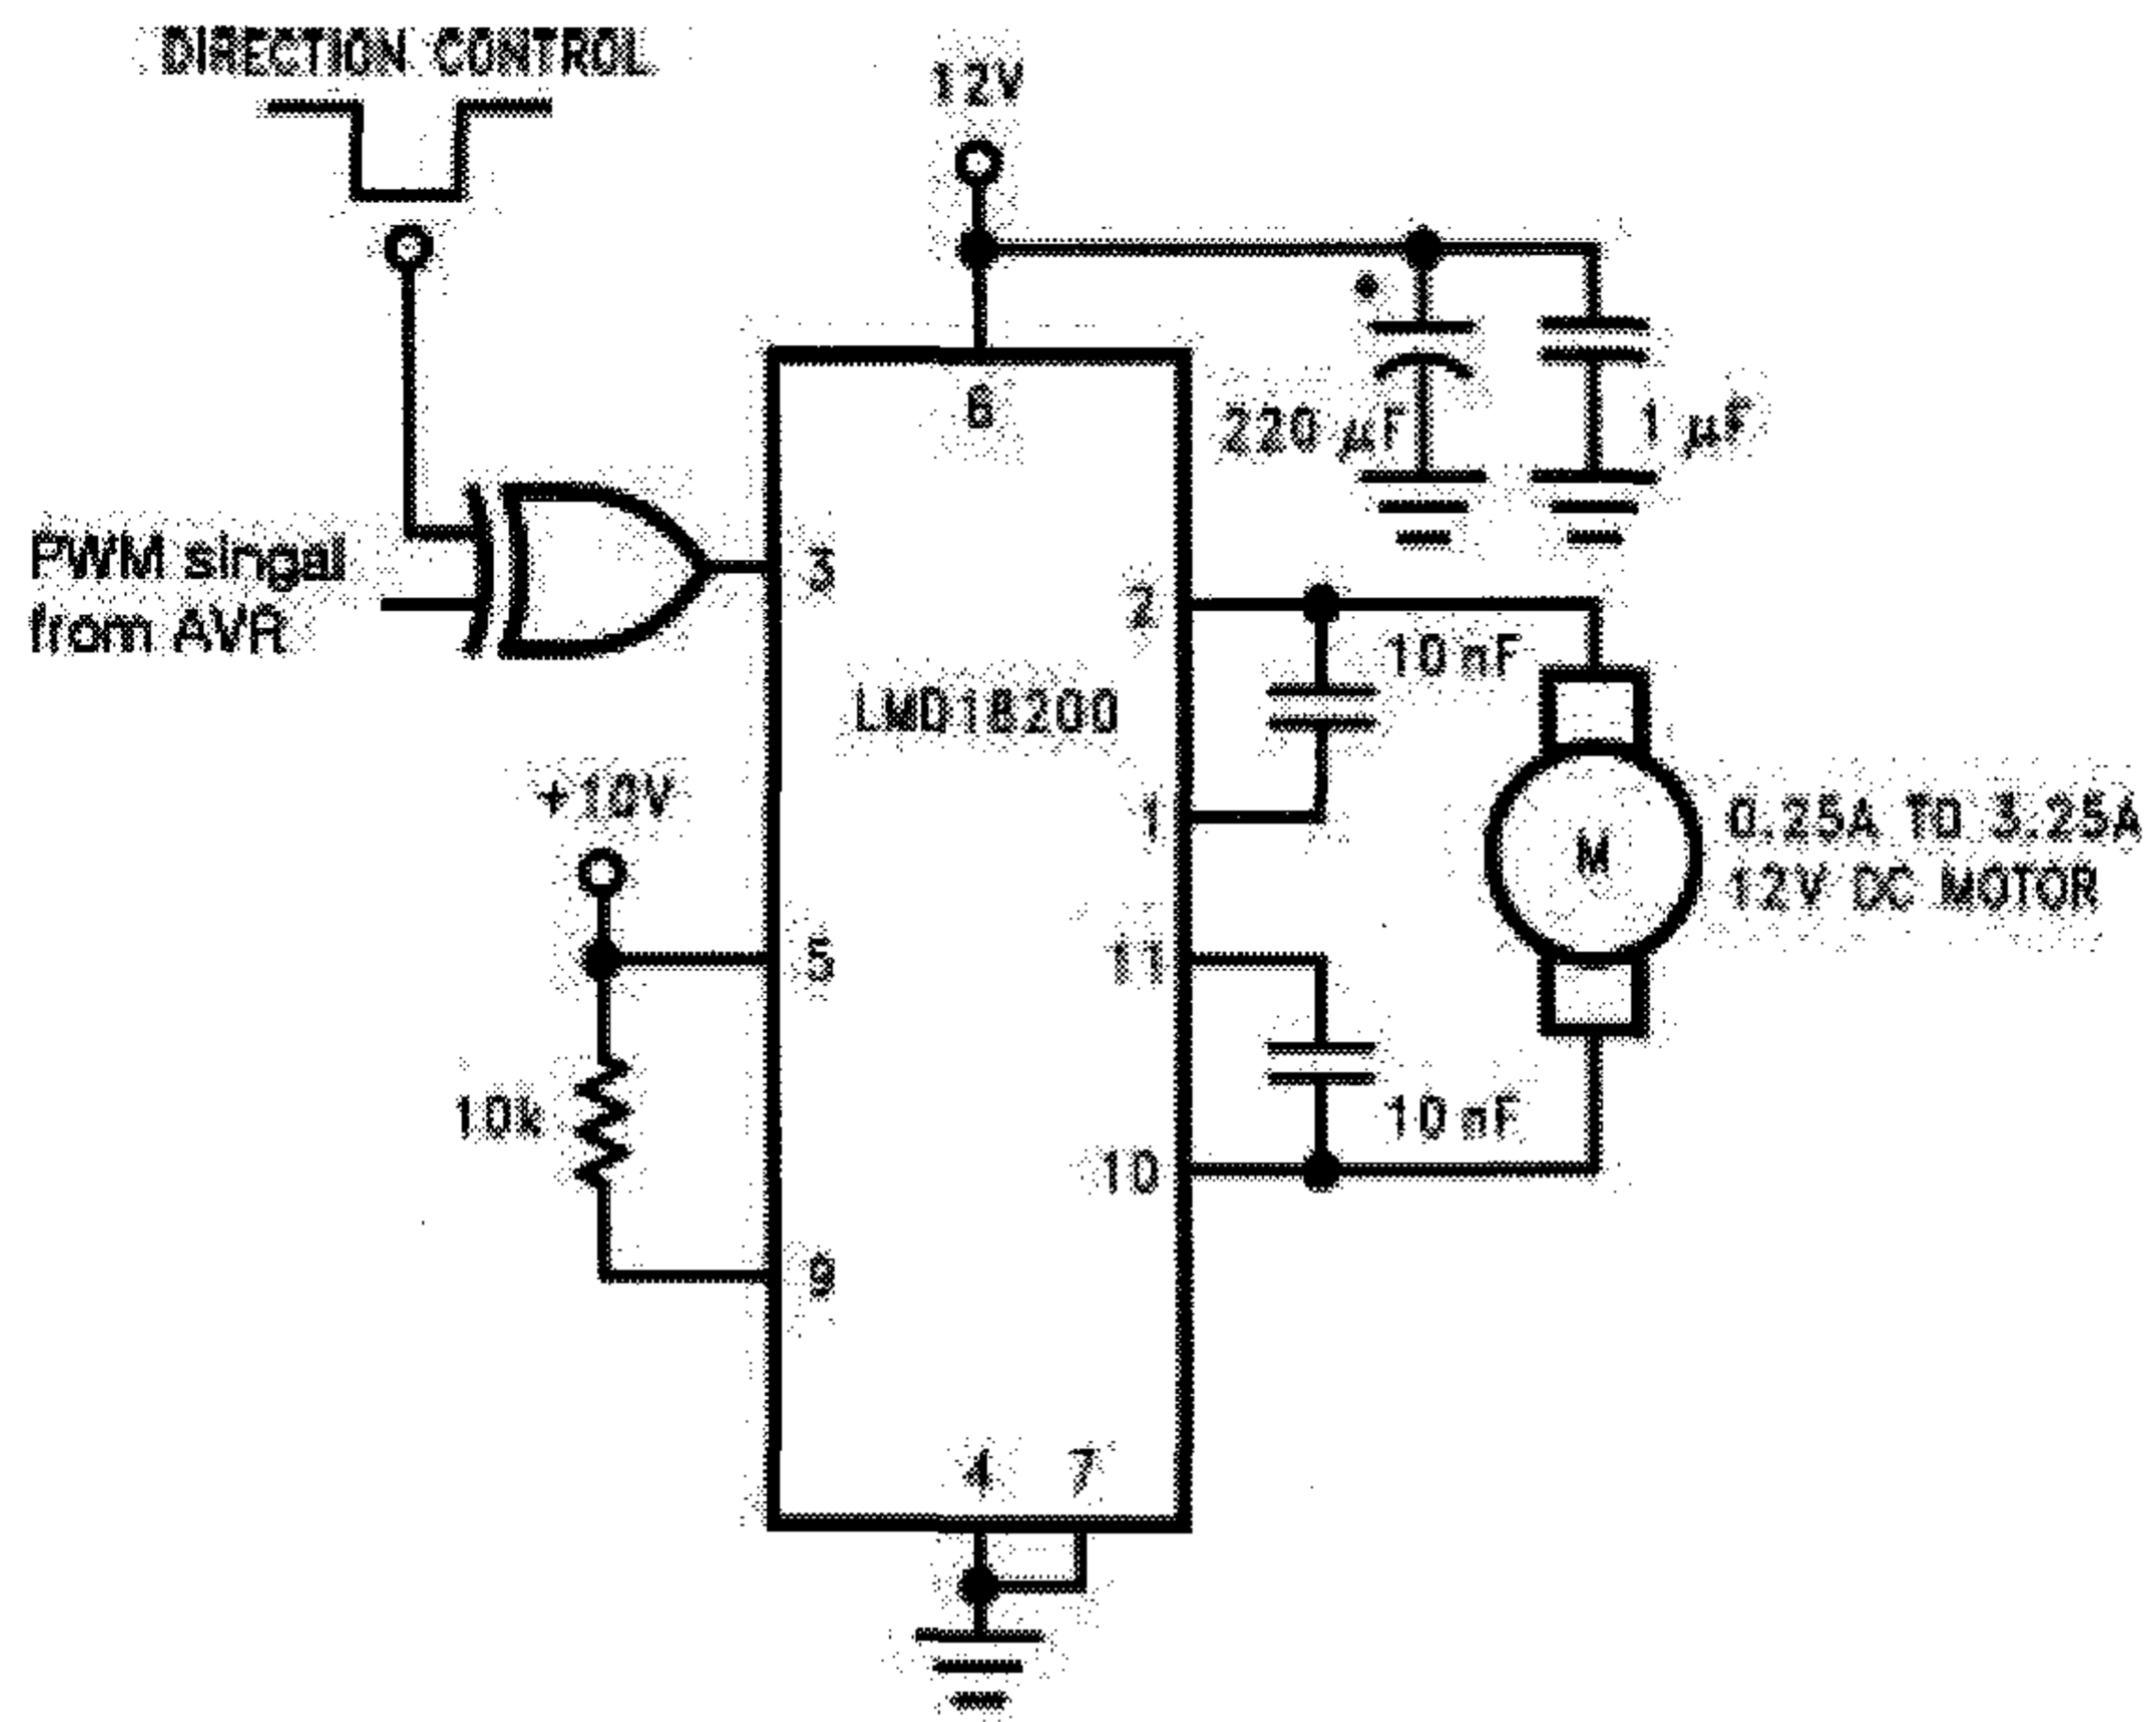 DIRECTION CONTROL
12V
6
220 µF
1 µF
PWM singal
from AVR
3
2
10 nF
LMD18200
+10V
1
0.25A TO 3.25A
12V DC MOTOR
M
5
11
10k
10 nF
10
9
4 7